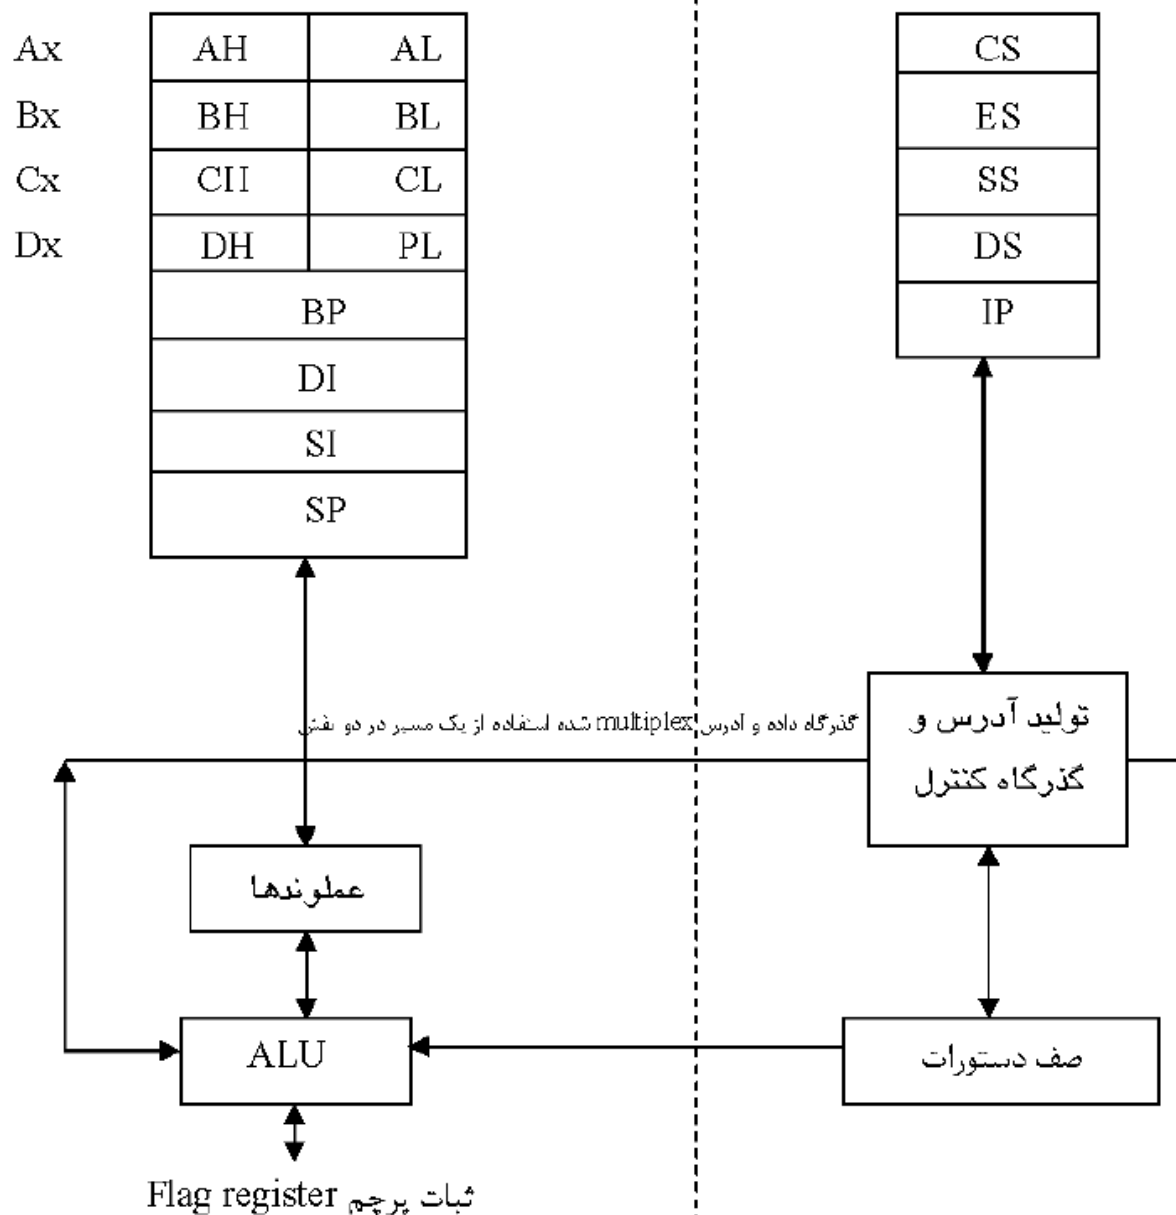 Ax AH AL
Bx BH BL
Cx CH CL
Dx DH PL
BP
DI
SI
SP
CS
ES
SS
DS
IP
گذرگاه داده و آدرس multiplex شده استفاده از یک مسیر در دو نقش
تولید آدرس و
گذرگاه کنترل
عملوندها
ALU
صف دستورات
Flag register ثبات پرچم